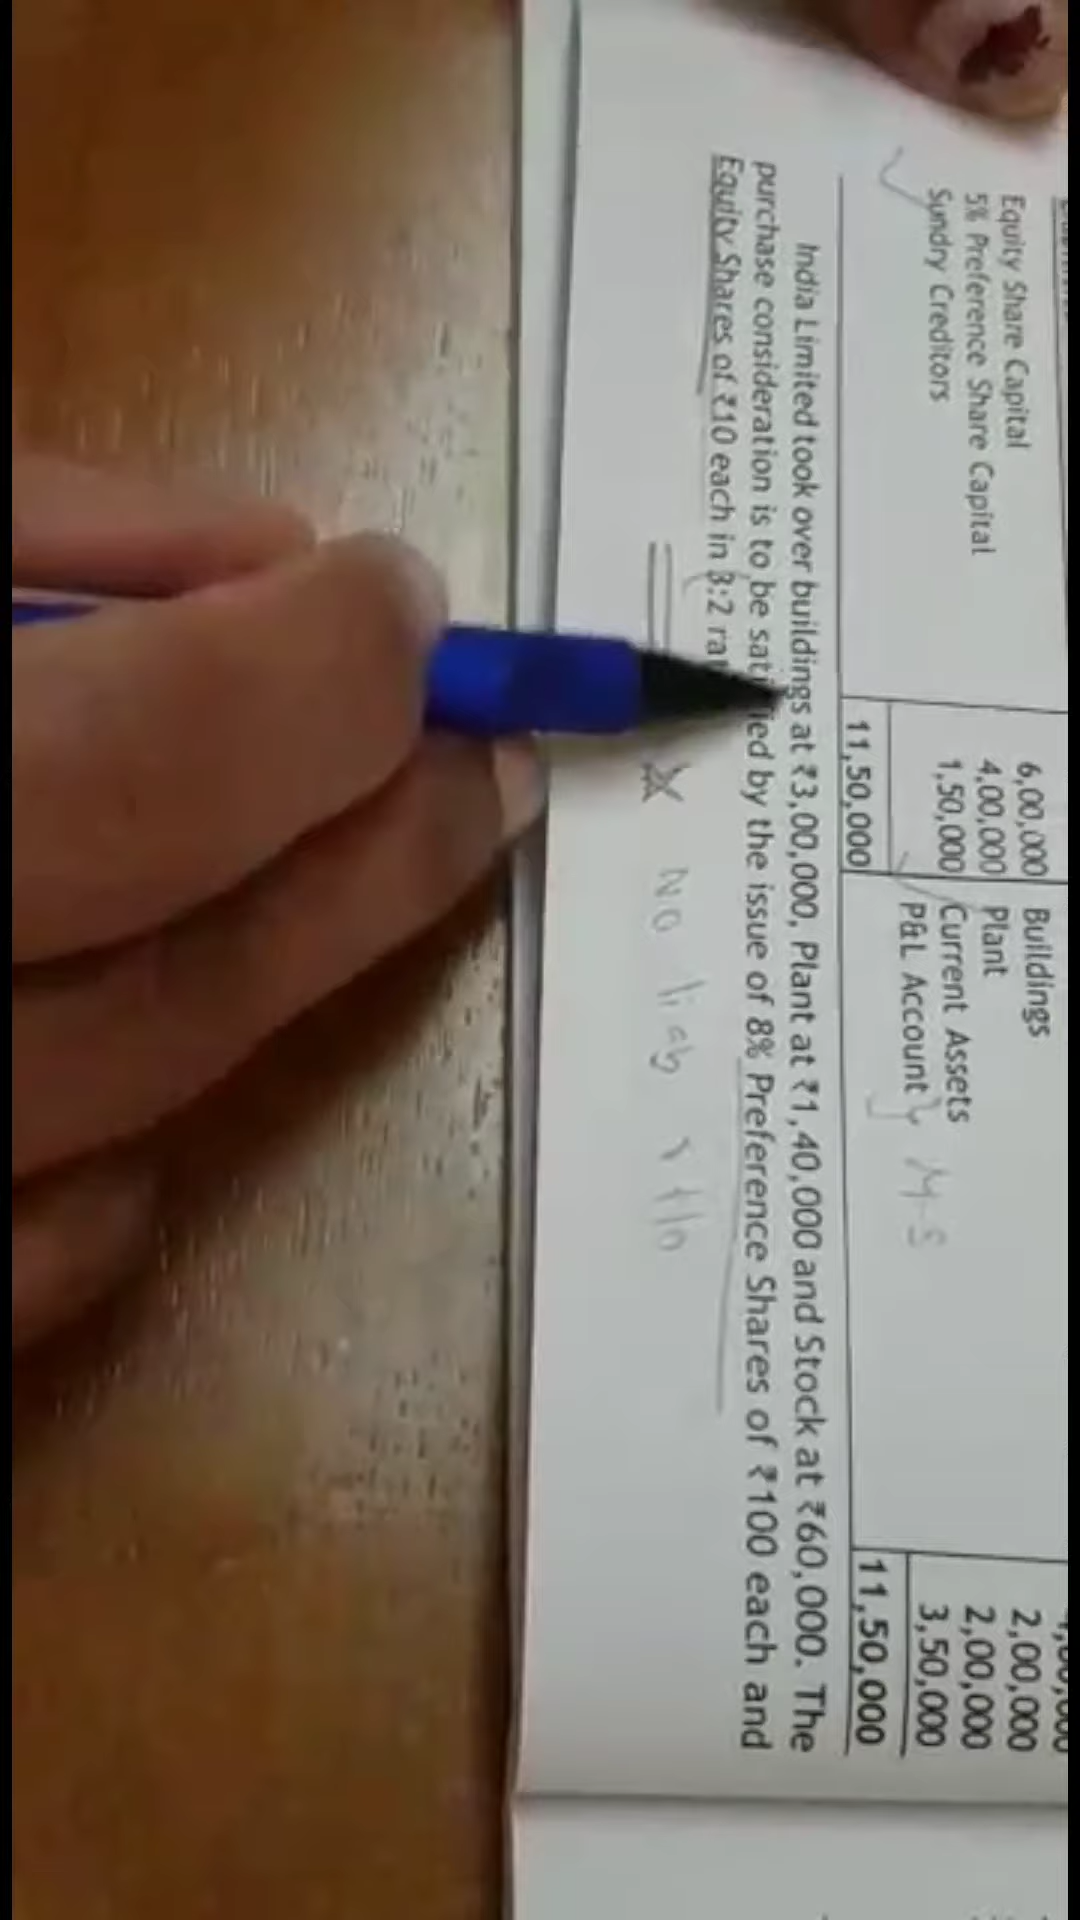 Equity Share Capital 6,00,000 Buildings
5% Preference Share Capital 4,00,000 Plant 2,00,000
Sundry Creditors 1,50,000 Current Assets 2,00,000
P&L Account 3,50,000
11,50,000 11,50,000
M.S
India Limited took over buildings at ₹3,00,000, Plant at ₹1,40,000 and Stock at ₹60,000. The
purchase consideration is to be by the issue of 8% Preference Shares of ₹100 each and
Equity Shares of ₹10 each in 3:2
No liab